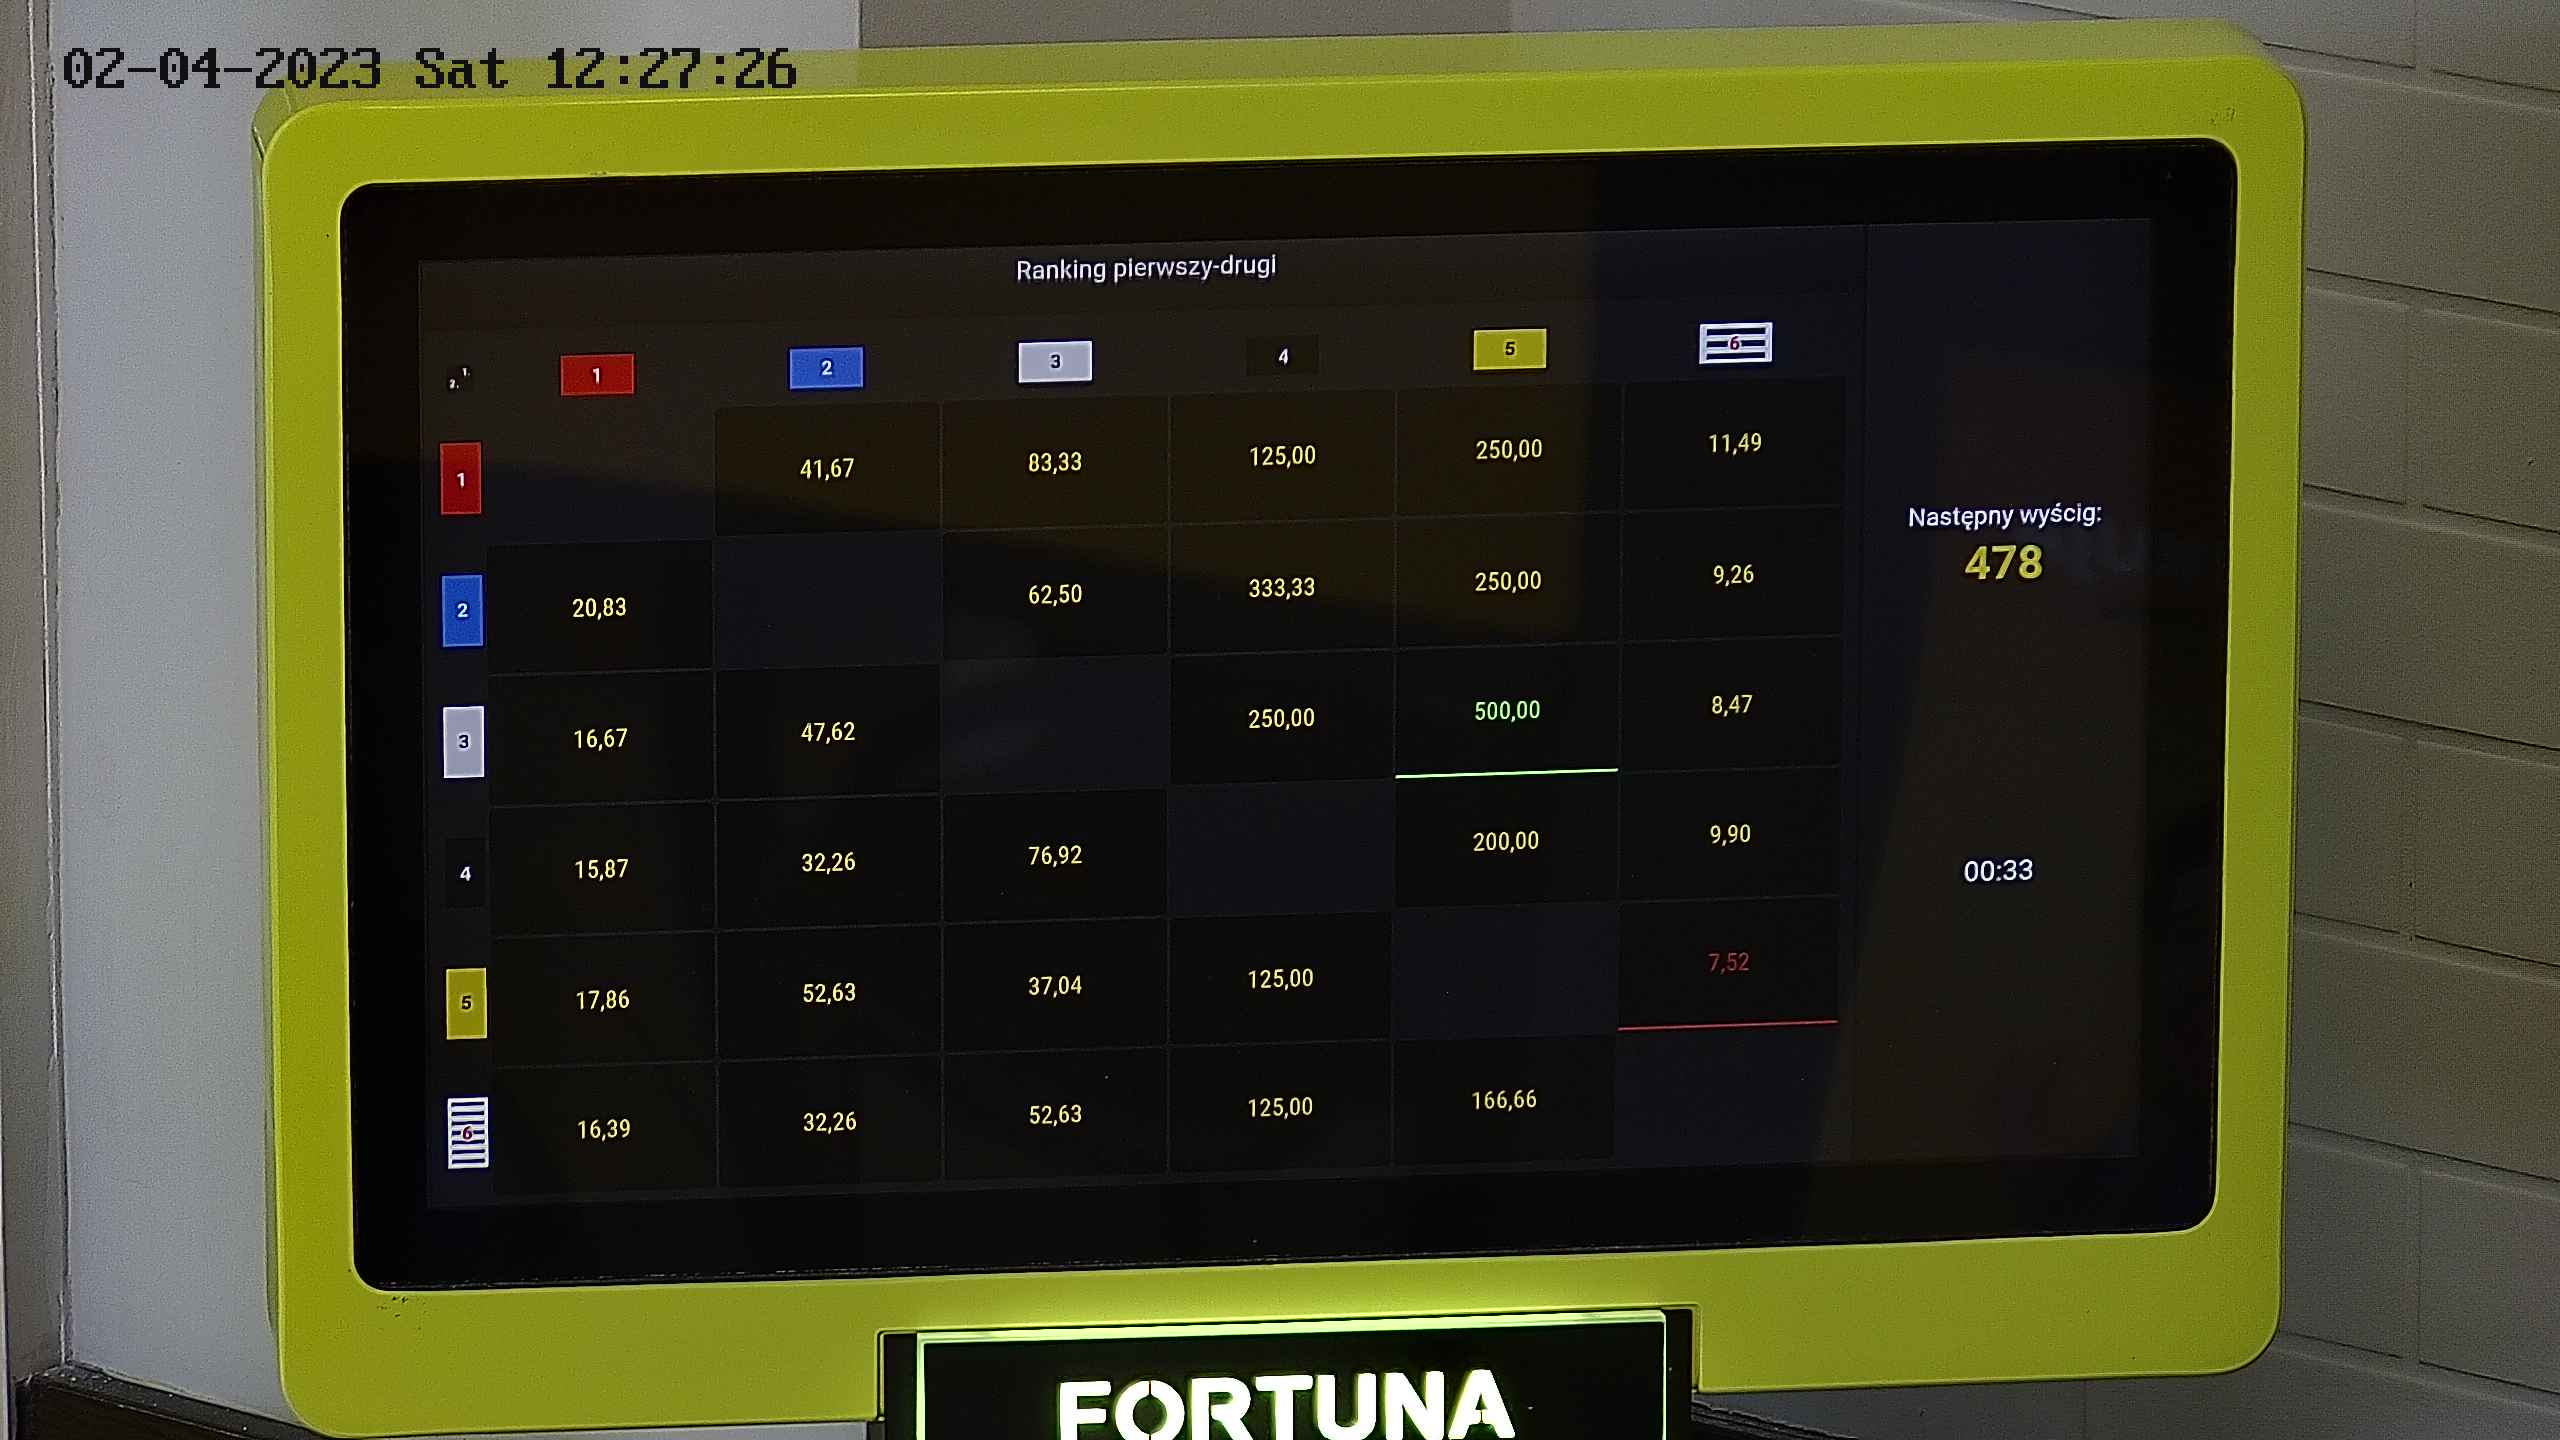 02-04-2023 Sat 12:27:26
Ranking pierwszy-drugi
2. 1. 1 2 3 4 5 6
1 41,67 83,33 125,00 250,00 11,49
2 20,83 62,50 333,33 250,00 9,26
3 16,67 47,62 250,00 500,00 8,47
4 15,87 32,26 76,92 200,00 9,90
5 17,86 52,63 37,04 125,00 7,52
6 16,39 32,26 52,63 125,00 166,66
Następny wyścig:
478
00:33
FORTUNA